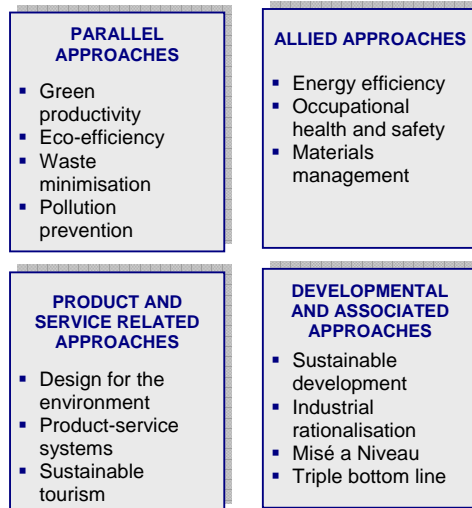 PARALLEL
APPROACHES
▪ Green
productivity
▪ Eco-efficiency
▪ Waste
minimisation
▪ Pollution
prevention
ALLIED APPROACHES
▪ Energy efficiency
▪ Occupational
health and safety
▪ Materials
management
PRODUCT AND
SERVICE RELATED
APPROACHES
▪ Design for the
environment
▪ Product-service
systems
▪ Sustainable
tourism
DEVELOPMENTAL
AND ASSOCIATED
APPROACHES
▪ Sustainable
development
▪ Industrial
rationalisation
▪ Misé a Niveau
▪ Triple bottom line